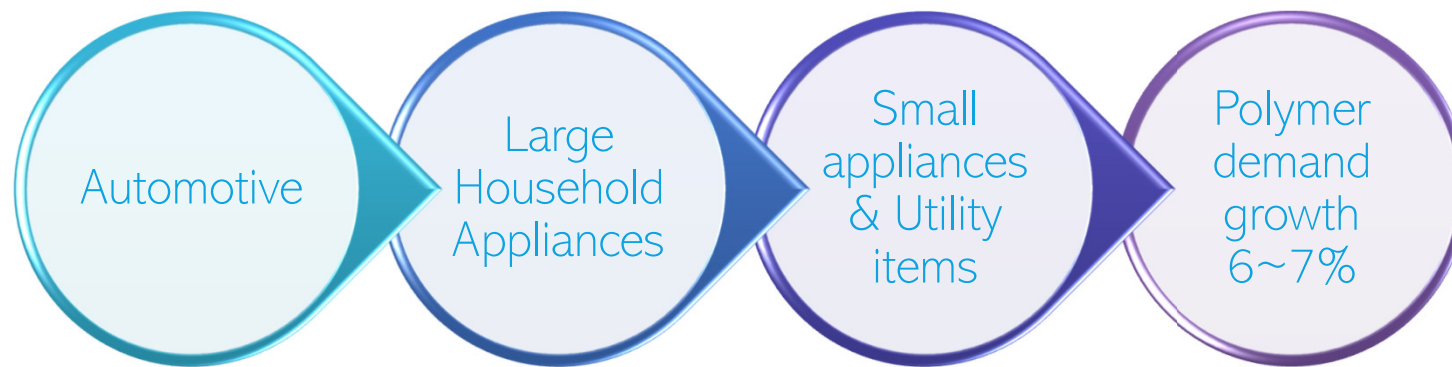 Automotive
Large
Household
Appliances
Small
appliances
& Utility
items
Polymer
demand
growth
6~7%